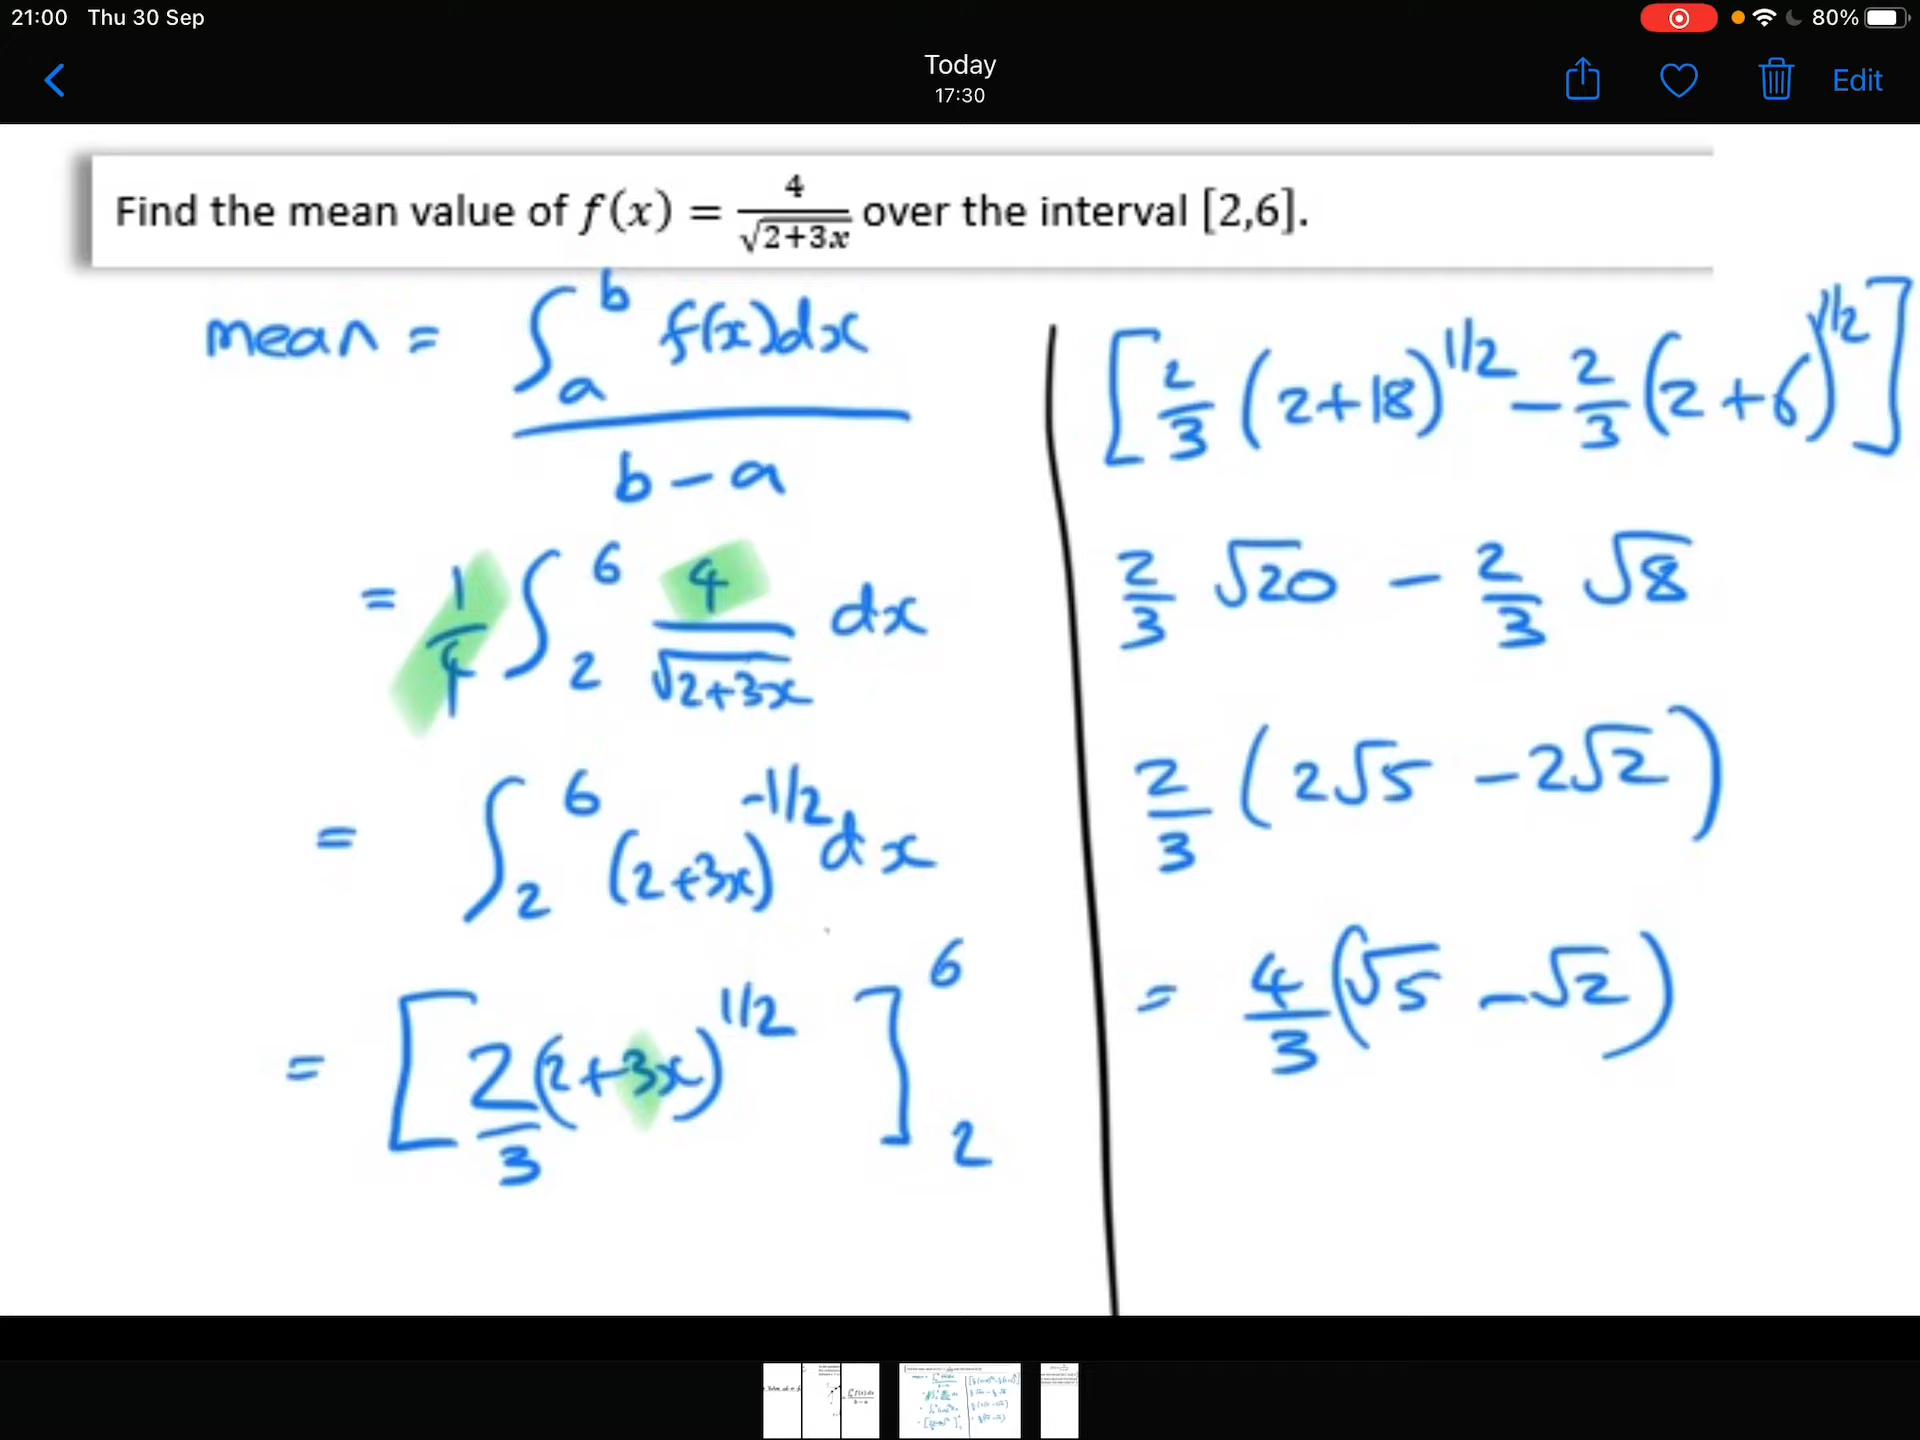 21:00 Thu 30 Sep
80%
Today
17:30
Edit
Find the mean value of f(x) = 4/√(2+3x) over the interval [2,6].
mean = ∫_a^b f(x)dx / (b − a)
= 1/4 ∫_2^6 4/√(2+3x) dx
= ∫_2^6 (2+3x)^(-1/2) dx
= [2/3 (2+3x)^(1/2)]_2^6
[2/3 (2+18)^(1/2) − 2/3 (2+6)^(1/2)]
2/3 √20 − 2/3 √8
2/3 (2√5 − 2√2)
= 4/3 (√5 − √2)